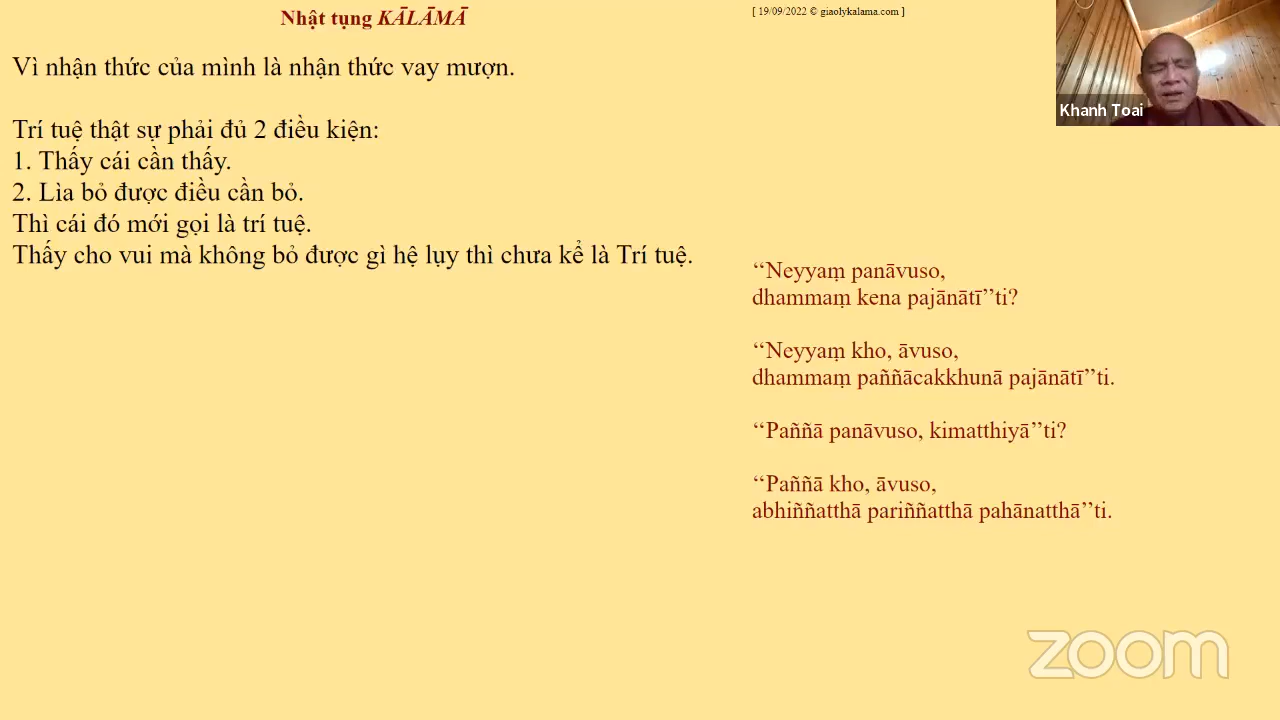 Nhật tụng KĀLĀMĀ
[ 19/09/2022 © giaolykalama.com ]
Vì nhận thức của mình là nhận thức vay mượn.
Trí tuệ thật sự phải đủ 2 điều kiện:
1. Thấy cái cần thấy.
2. Lìa bỏ được điều cần bỏ.
Thì cái đó mới gọi là trí tuệ.
Thấy cho vui mà không bỏ được gì hệ lụy thì chưa kể là Trí tuệ.
Khanh Toai
‘‘Neyyaṃ panāvuso,
dhammaṃ kena pajānātī’’ti?
‘‘Neyyaṃ kho, āvuso,
dhammaṃ paññācakkhunā pajānātī’’ti.
‘‘Paññā panāvuso, kimatthiyā’’ti?
‘‘Paññā kho, āvuso,
abhiññatthā pariññatthā pahānatthā’’ti.
zoom